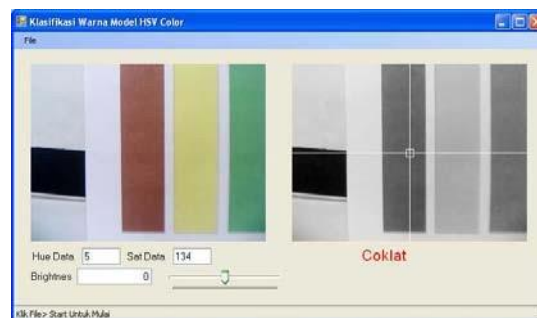 Klasifikasi Warna Model HSV Color
File
Hue Data 5 Sat Data 134
Brightnes 0
Coklat
Klik File> Start Untuk Mulai